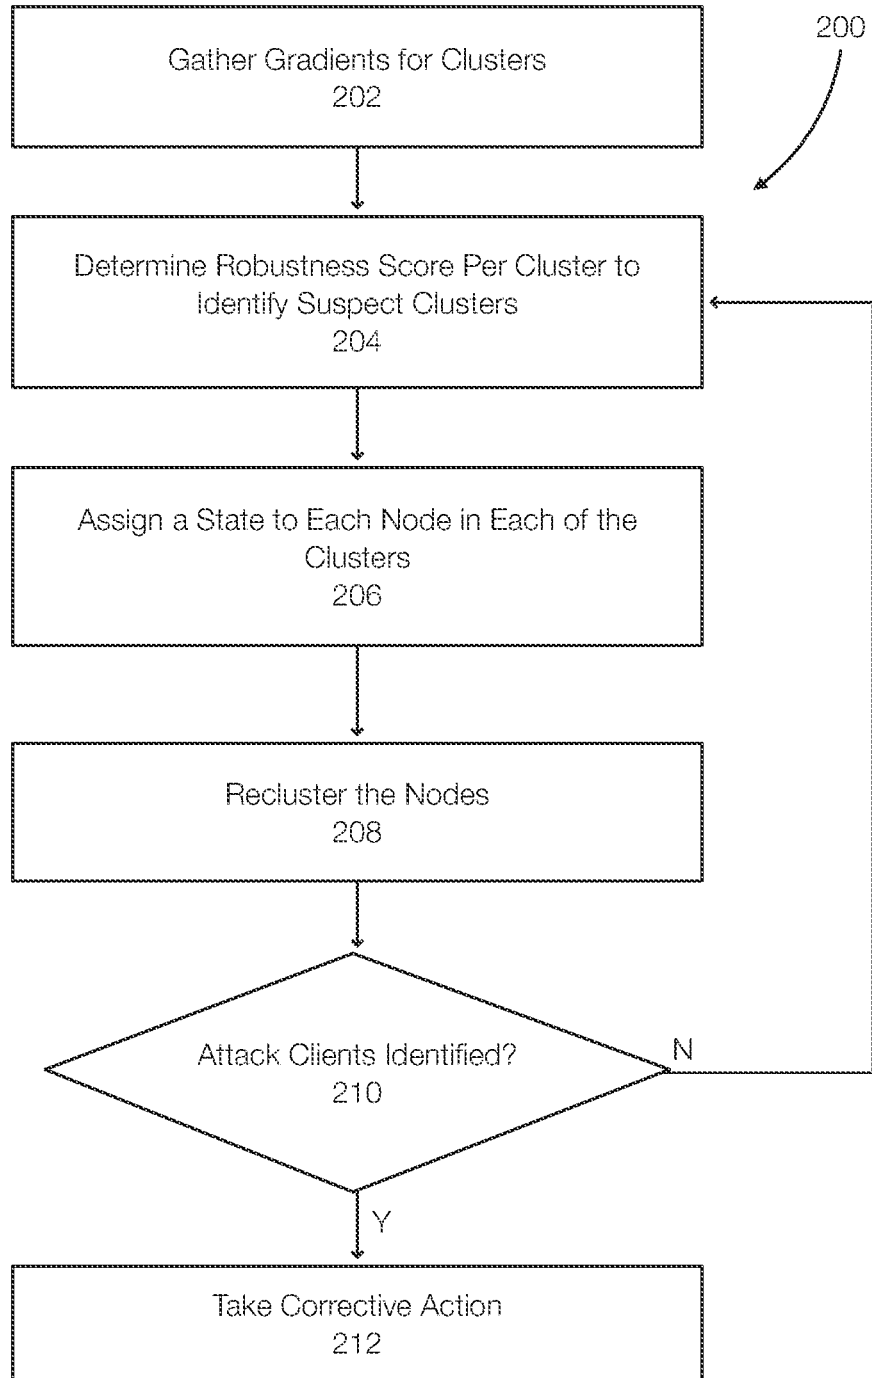 200
Gather Gradients for Clusters
202
Determine Robustness Score Per Cluster to
Identify Suspect Clusters
204
Assign a State to Each Node in Each of the
Clusters
206
Recluster the Nodes
208
Attack Clients Identified?
210
N
Y
Take Corrective Action
212